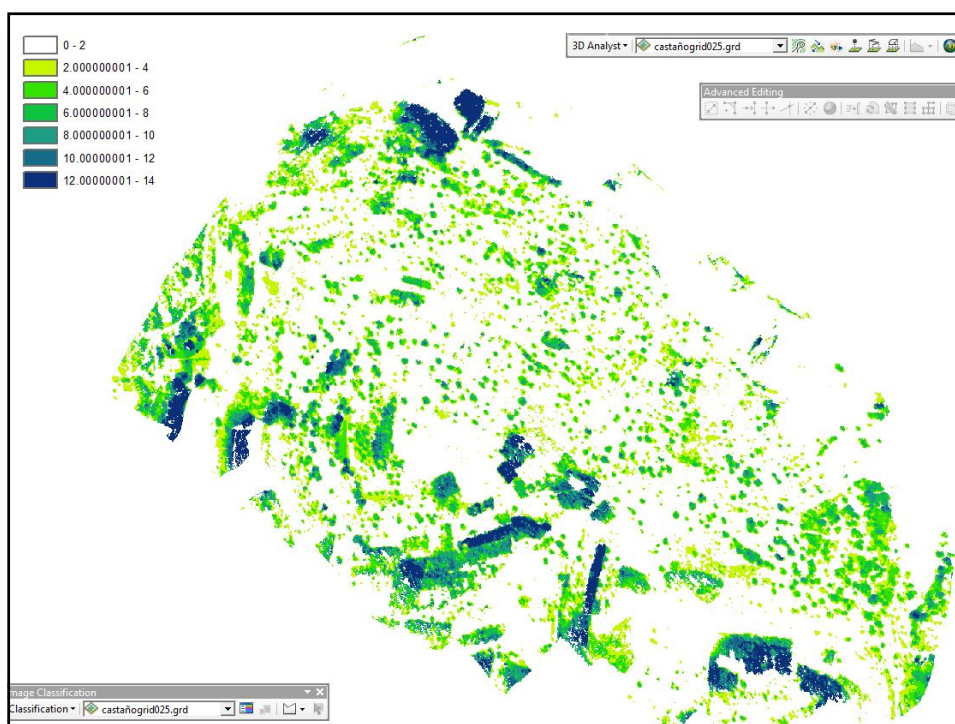 0 - 2
2.000000001 - 4
4.000000001 - 6
6.000000001 - 8
8.000000001 - 10
10.00000001 - 12
12.00000001 - 14
3D Analyst
castañogrid025.grd
Advanced Editing
mage Classification
Classification
castañogrid025.grd